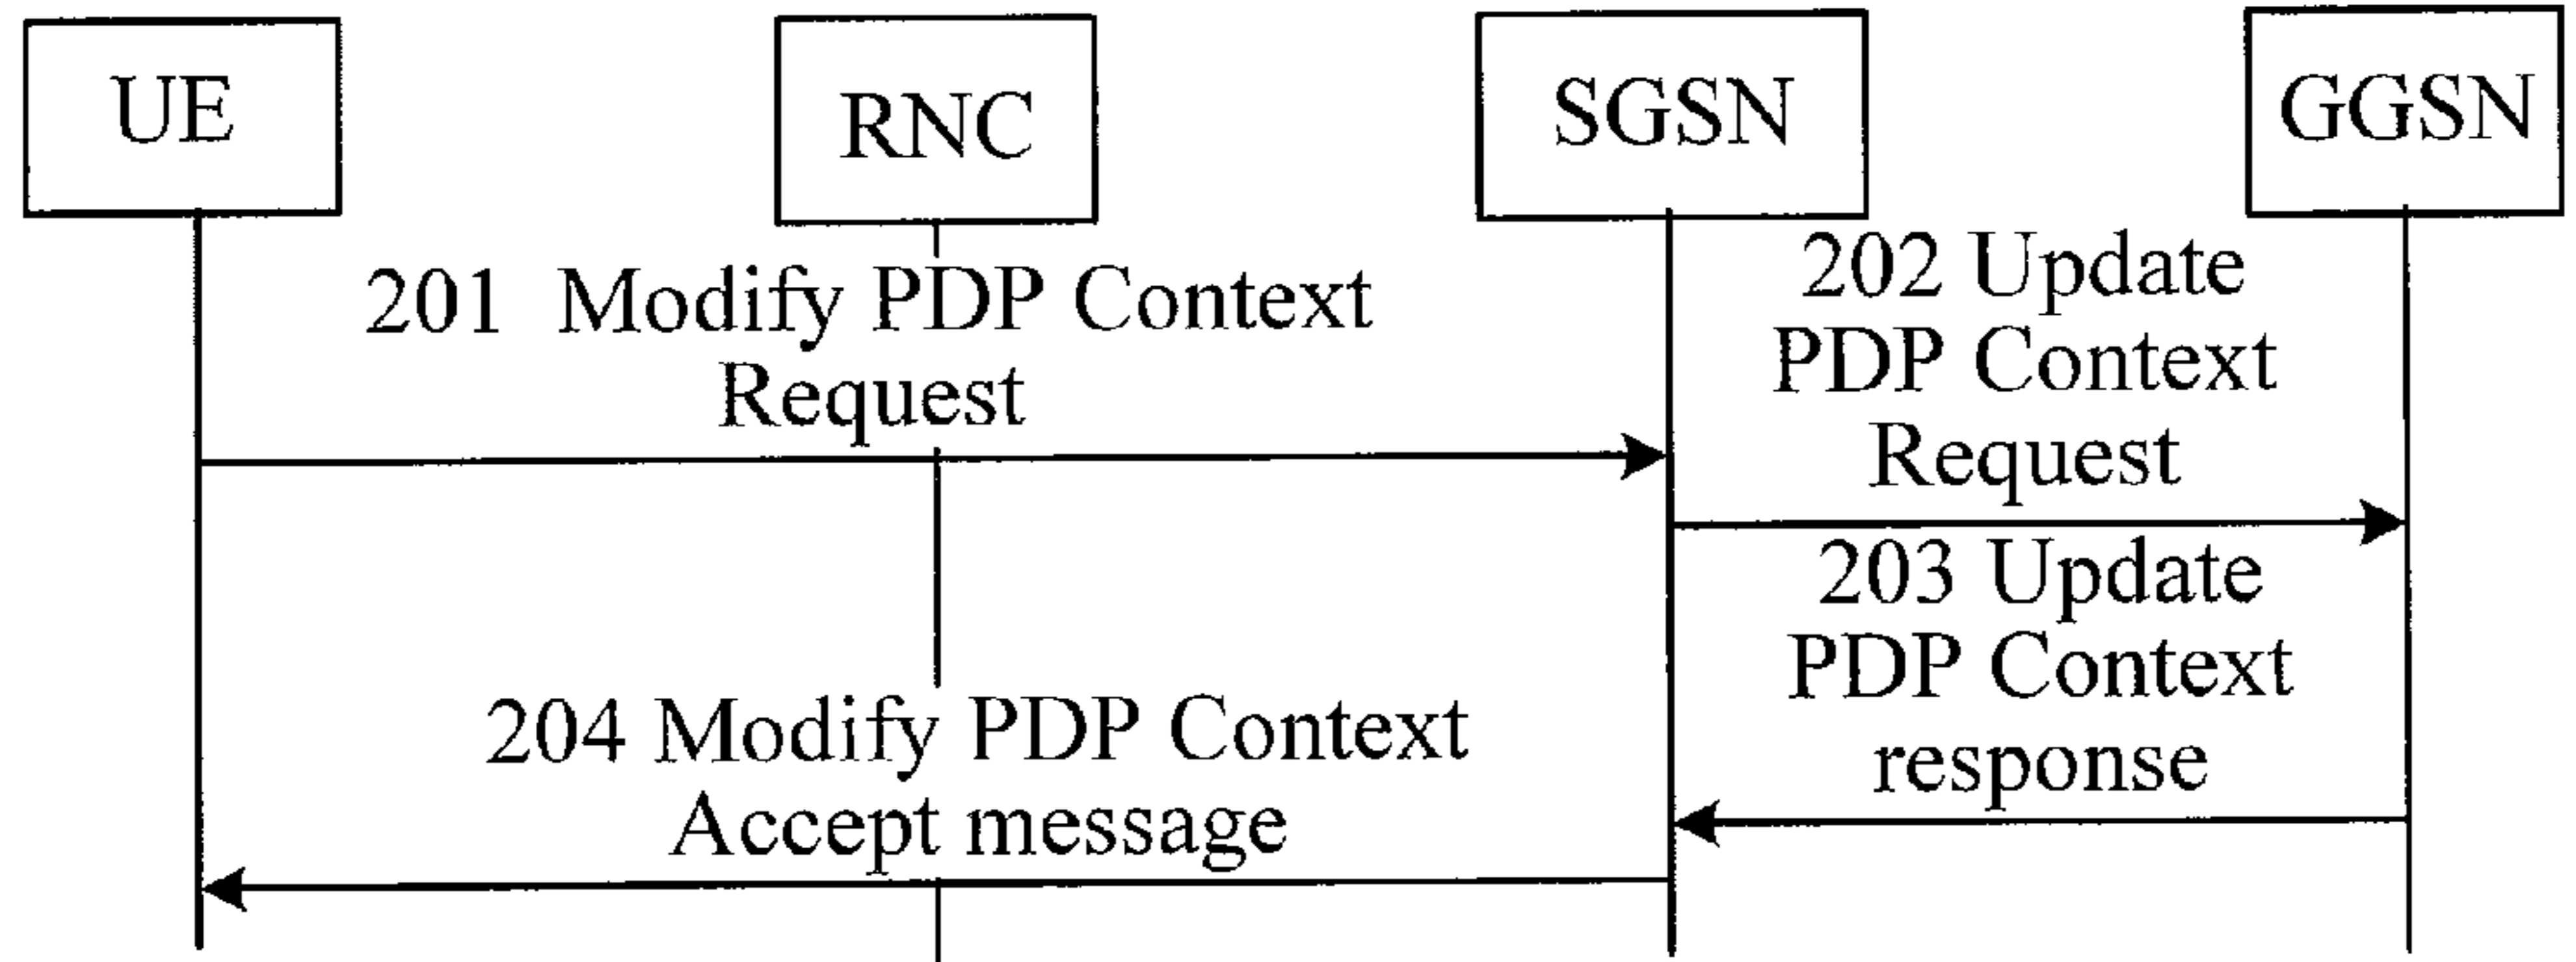 UE
RNC
SGSN
GGSN
201 Modify PDP Context
Request
202 Update
PDP Context
Request
203 Update
PDP Context
response
204 Modify PDP Context
Accept message